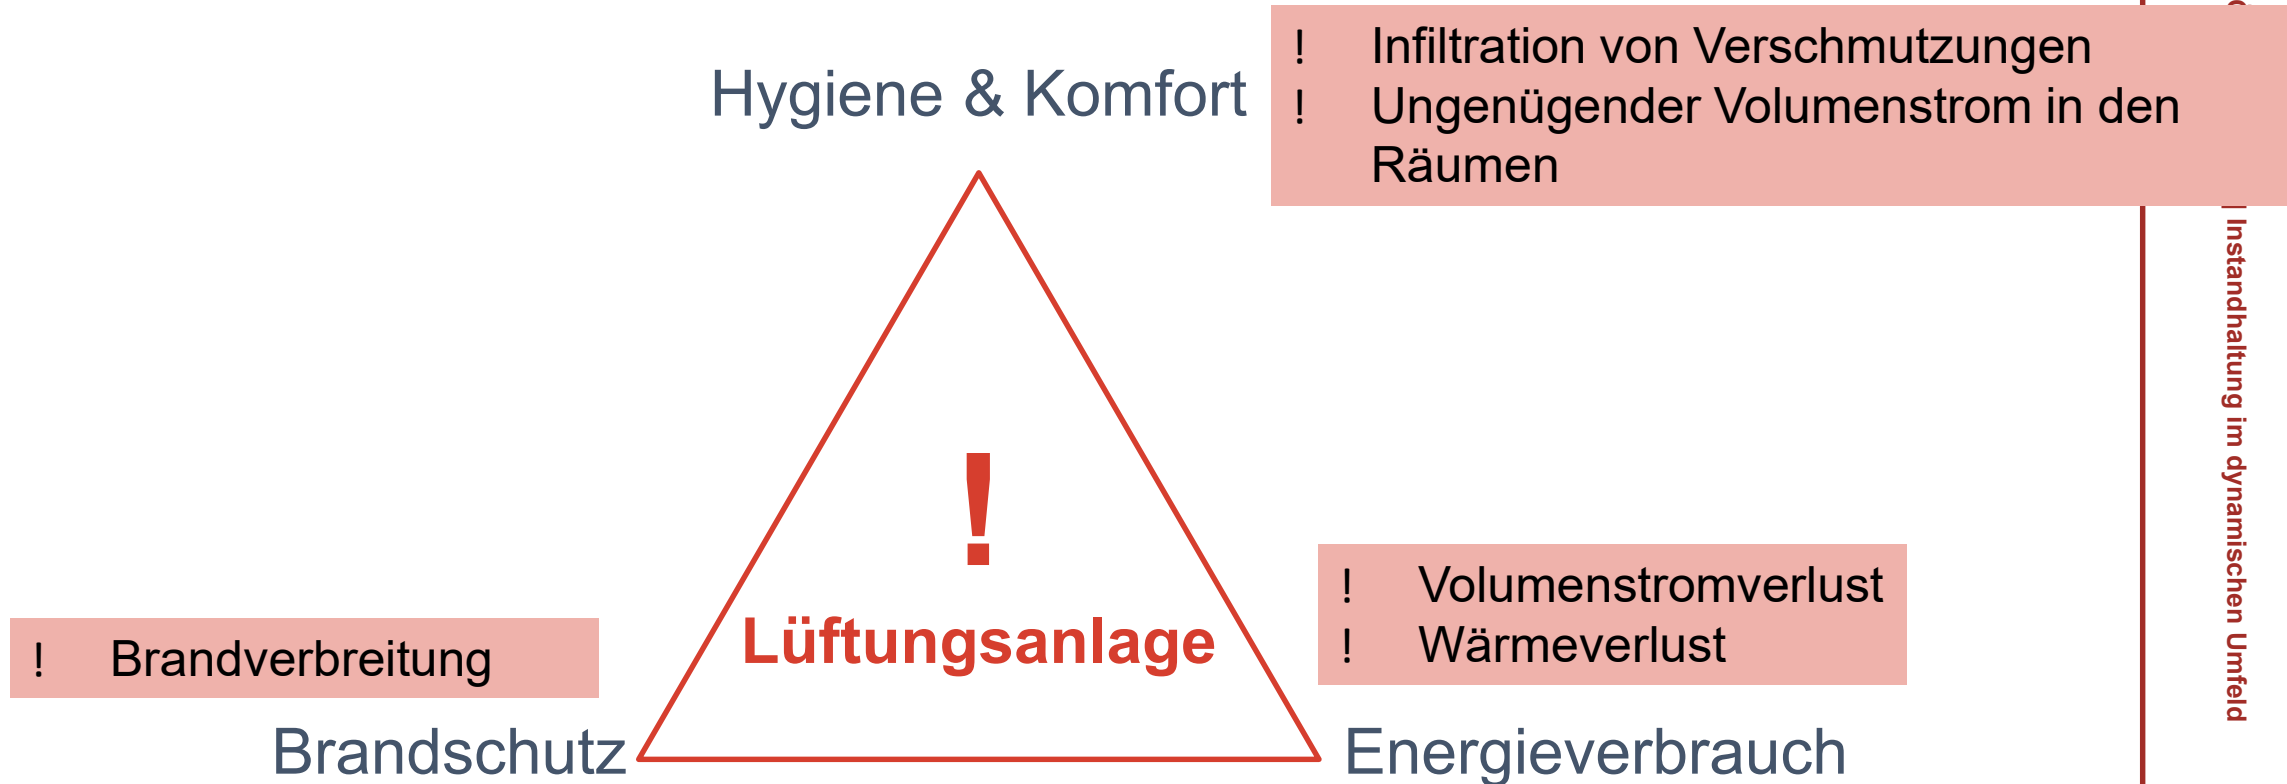 ! Infiltration von Verschmutzungen
Hygiene & Komfort
! Ungenügender Volumenstrom in den
Räumen
!
Lüftungsanlage
! Volumenstromverlust
! Wärmeverlust
! Brandverbreitung
Brandschutz
Energieverbrauch
| Instandhaltung im dynamischen Umfeld